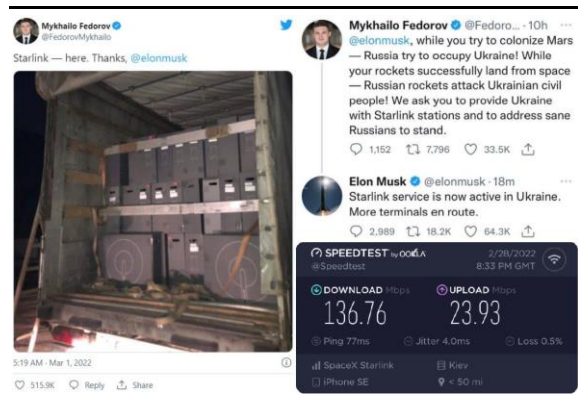 Mykhailo Fedorov
@FedorovMykhailo
Starlink — here. Thanks, @elonmusk
5:19 AM · Mar 1, 2022
515.9K Reply Share
Mykhailo Fedorov @Fedoro... · 10h
@elonmusk, while you try to colonize Mars
— Russia try to occupy Ukraine! While
your rockets successfully land from space
— Russian rockets attack Ukrainian civil
people! We ask you to provide Ukraine
with Starlink stations and to address sane
Russians to stand.
1,152 7,796 33.5K
Elon Musk @elonmusk · 18m
Starlink service is now active in Ukraine.
More terminals en route.
2,989 18.2K 64.3K
SPEEDTEST by OOKLA 2/28/2022
@Speedtest 8:33 PM GMT
DOWNLOAD Mbps UPLOAD Mbps
136.76 23.93
Ping 77ms Jitter 4.0ms Loss 0.5%
SpaceX Starlink Kiev
iPhone SE < 50 mi